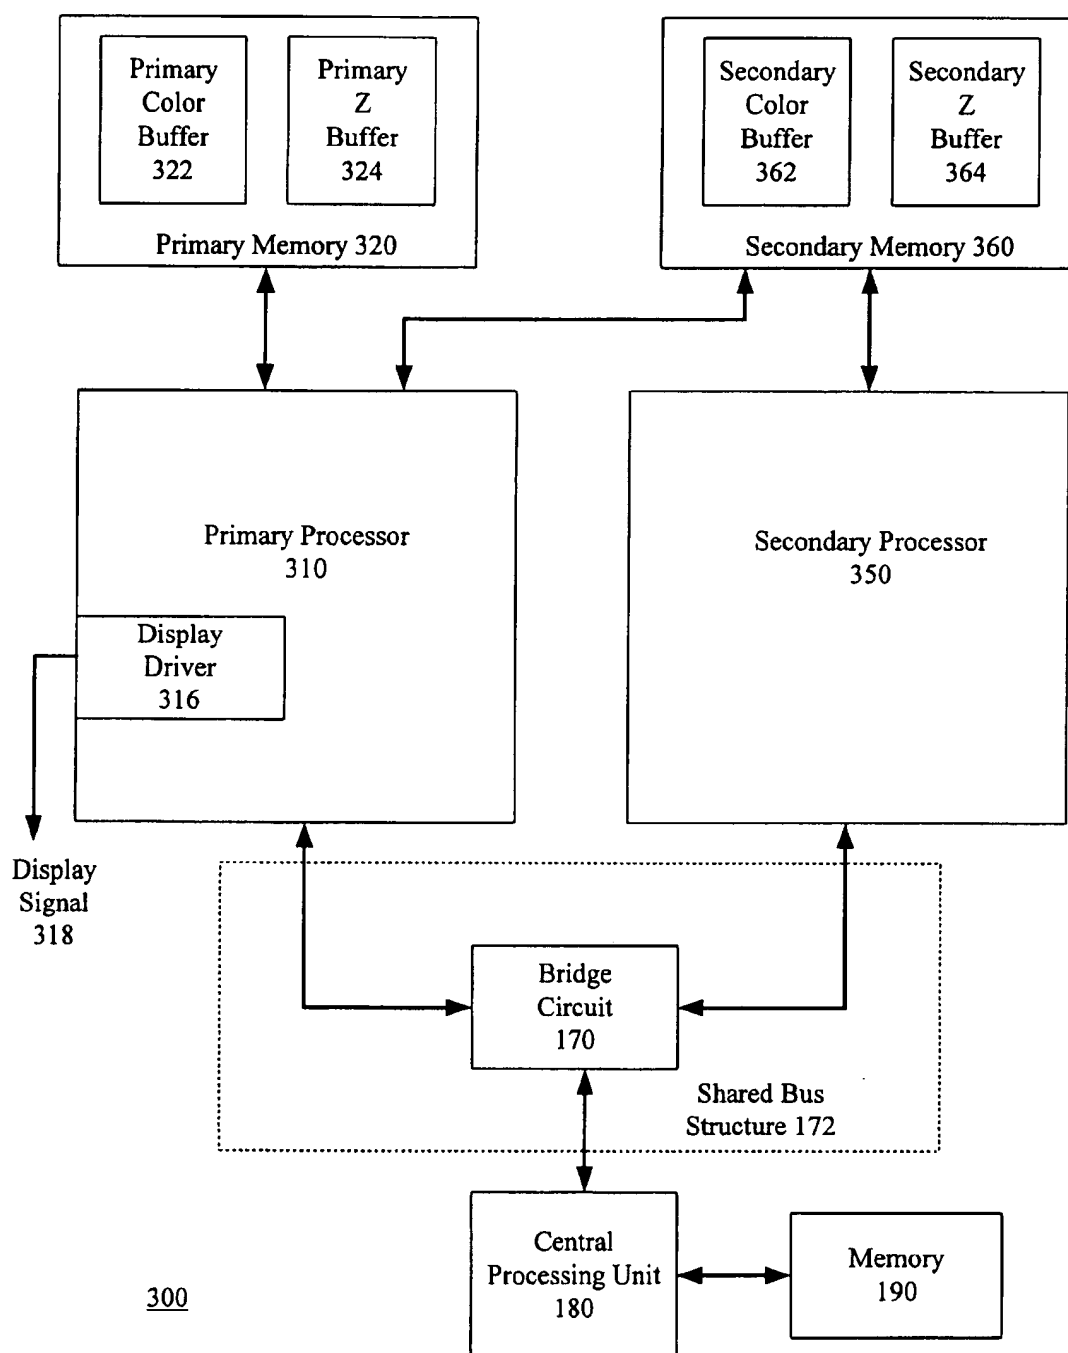 Primary
Color
Buffer
322
Primary
Z
Buffer
324
Primary Memory 320
Secondary
Color
Buffer
362
Secondary
Z
Buffer
364
Secondary Memory 360
Primary Processor
310
Secondary Processor
350
Display
Driver
316
Display
Signal
318
Bridge
Circuit
170
Shared Bus
Structure 172
Central
Processing Unit
180
Memory
190
300